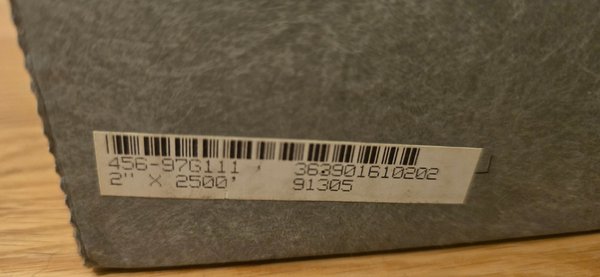 456-97G111 ' 363901610202
2" X 2500' 91305